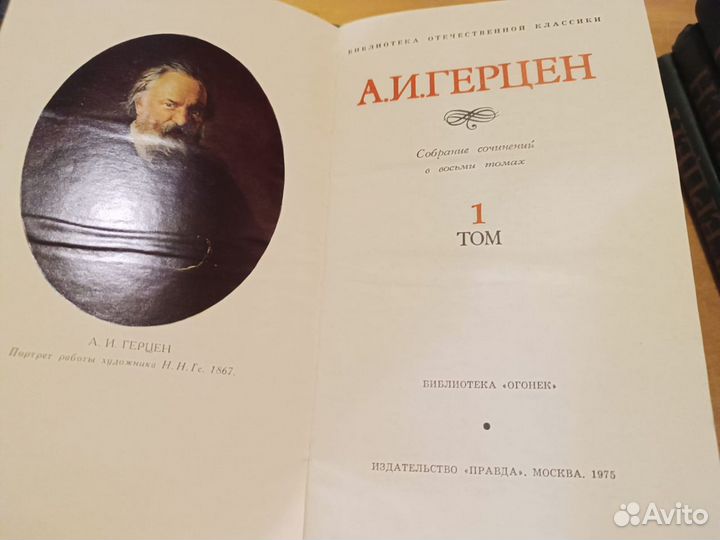 А. И. ГЕРЦЕН
Портрет работы художника Н. Н. Ге. 1867.
БИБЛИОТЕКА ОТЕЧЕСТВЕННОЙ КЛАССИКИ
А.И.ГЕРЦЕН
Собрание сочинений
в восьми томах
1
ТОМ
БИБЛИОТЕКА «ОГОНЕК»
ИЗДАТЕЛЬСТВО «ПРАВДА». МОСКВА. 1975
Avito